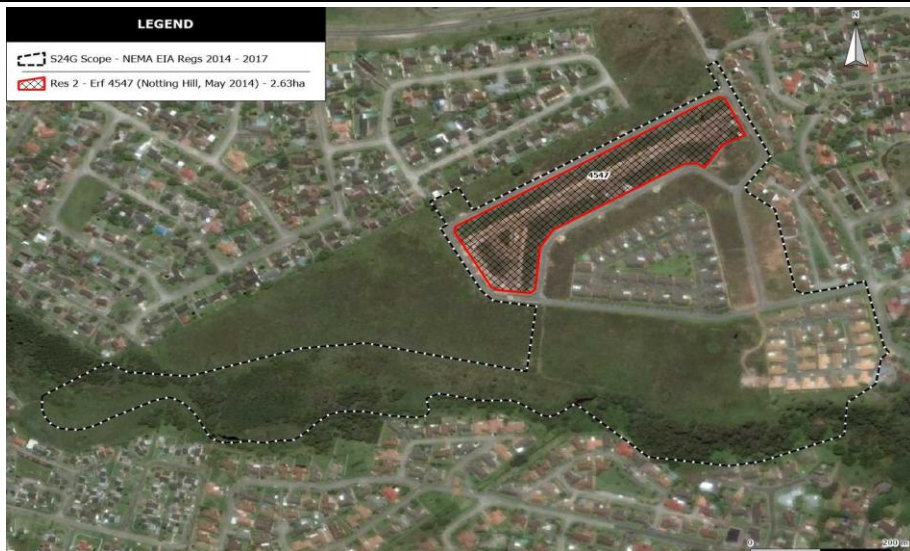 LEGEND
S24G Scope - NEMA EIA Regs 2014 - 2017
Res 2 - Erf 4547 (Notting Hill, May 2014) - 2.63ha
N
4547
0 200 m